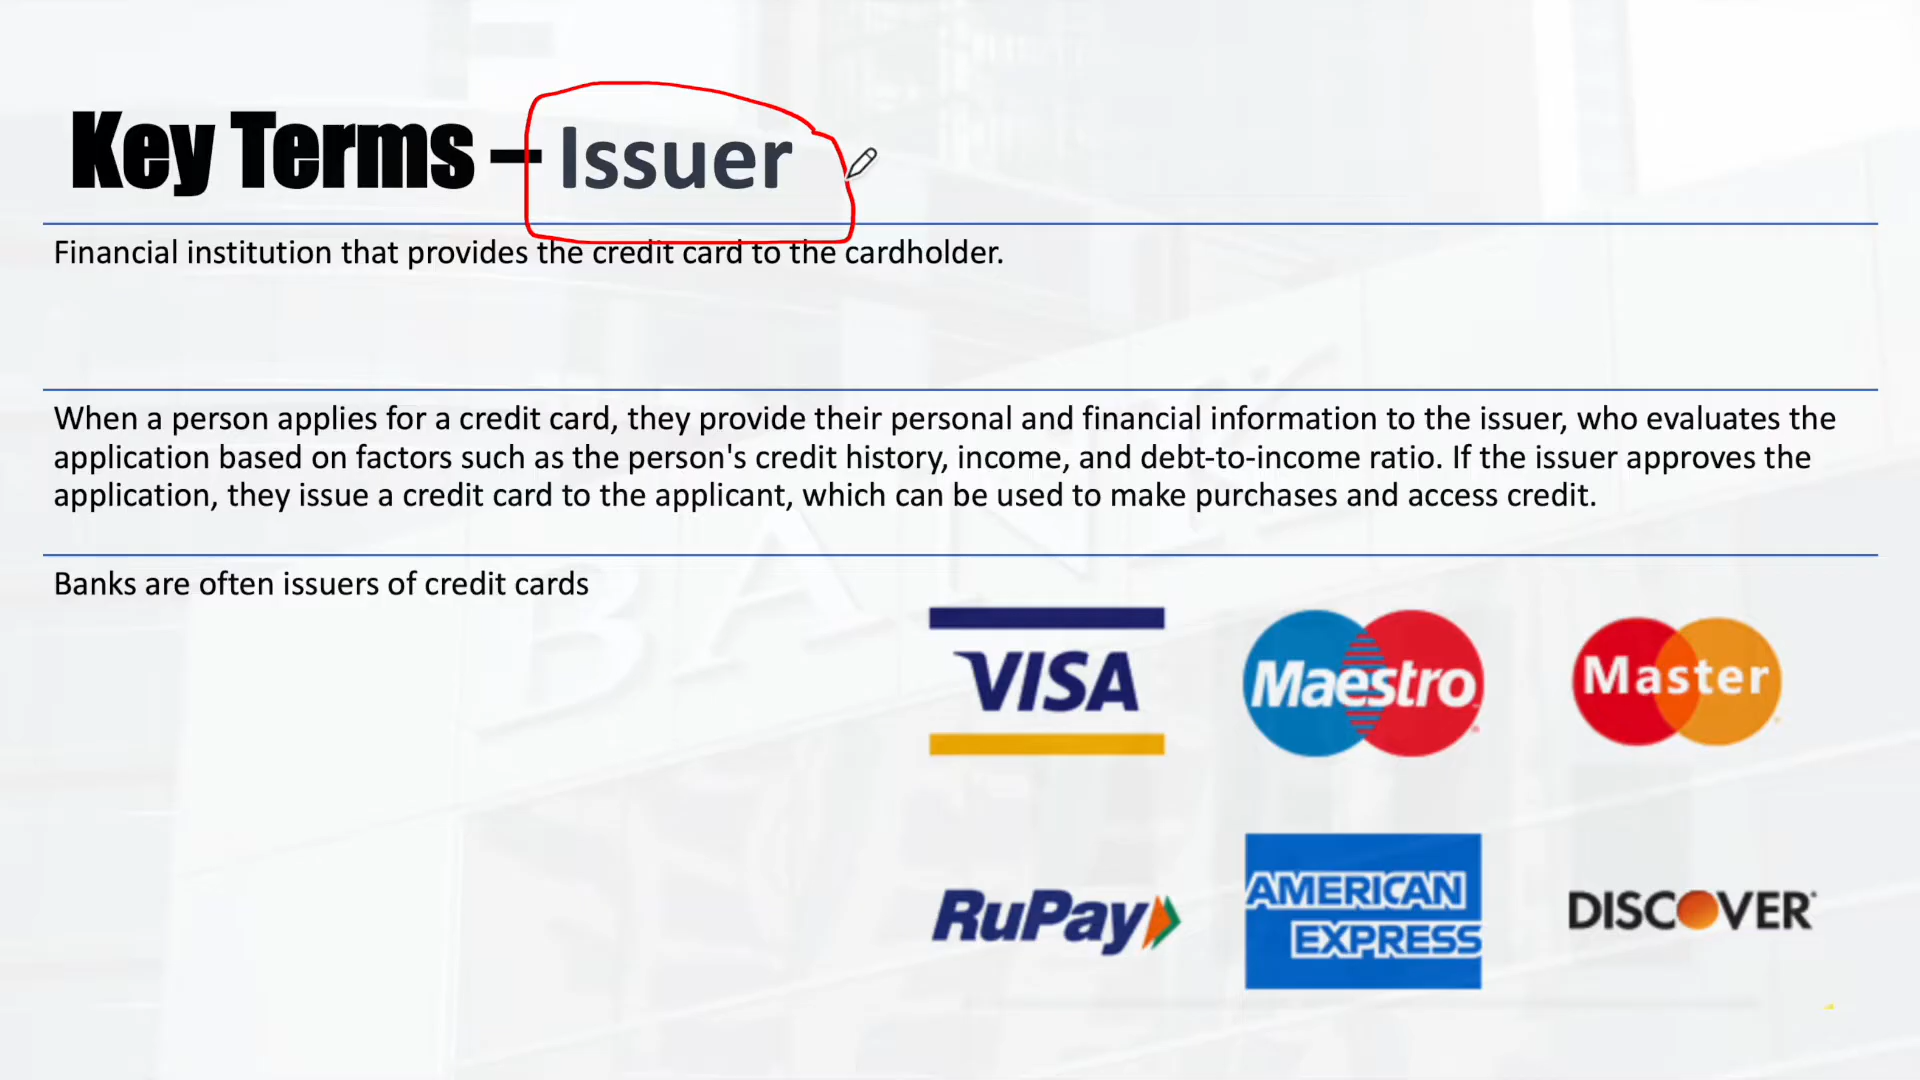 Key Terms – Issuer
Financial institution that provides the credit card to the cardholder.
When a person applies for a credit card, they provide their personal and financial information to the issuer, who evaluates the
application based on factors such as the person's credit history, income, and debt-to-income ratio. If the issuer approves the
application, they issue a credit card to the applicant, which can be used to make purchases and access credit.
Banks are often issuers of credit cards
BANK
VISA
Maestro
Master
RuPay
AMERICAN
EXPRESS
DISCOVER